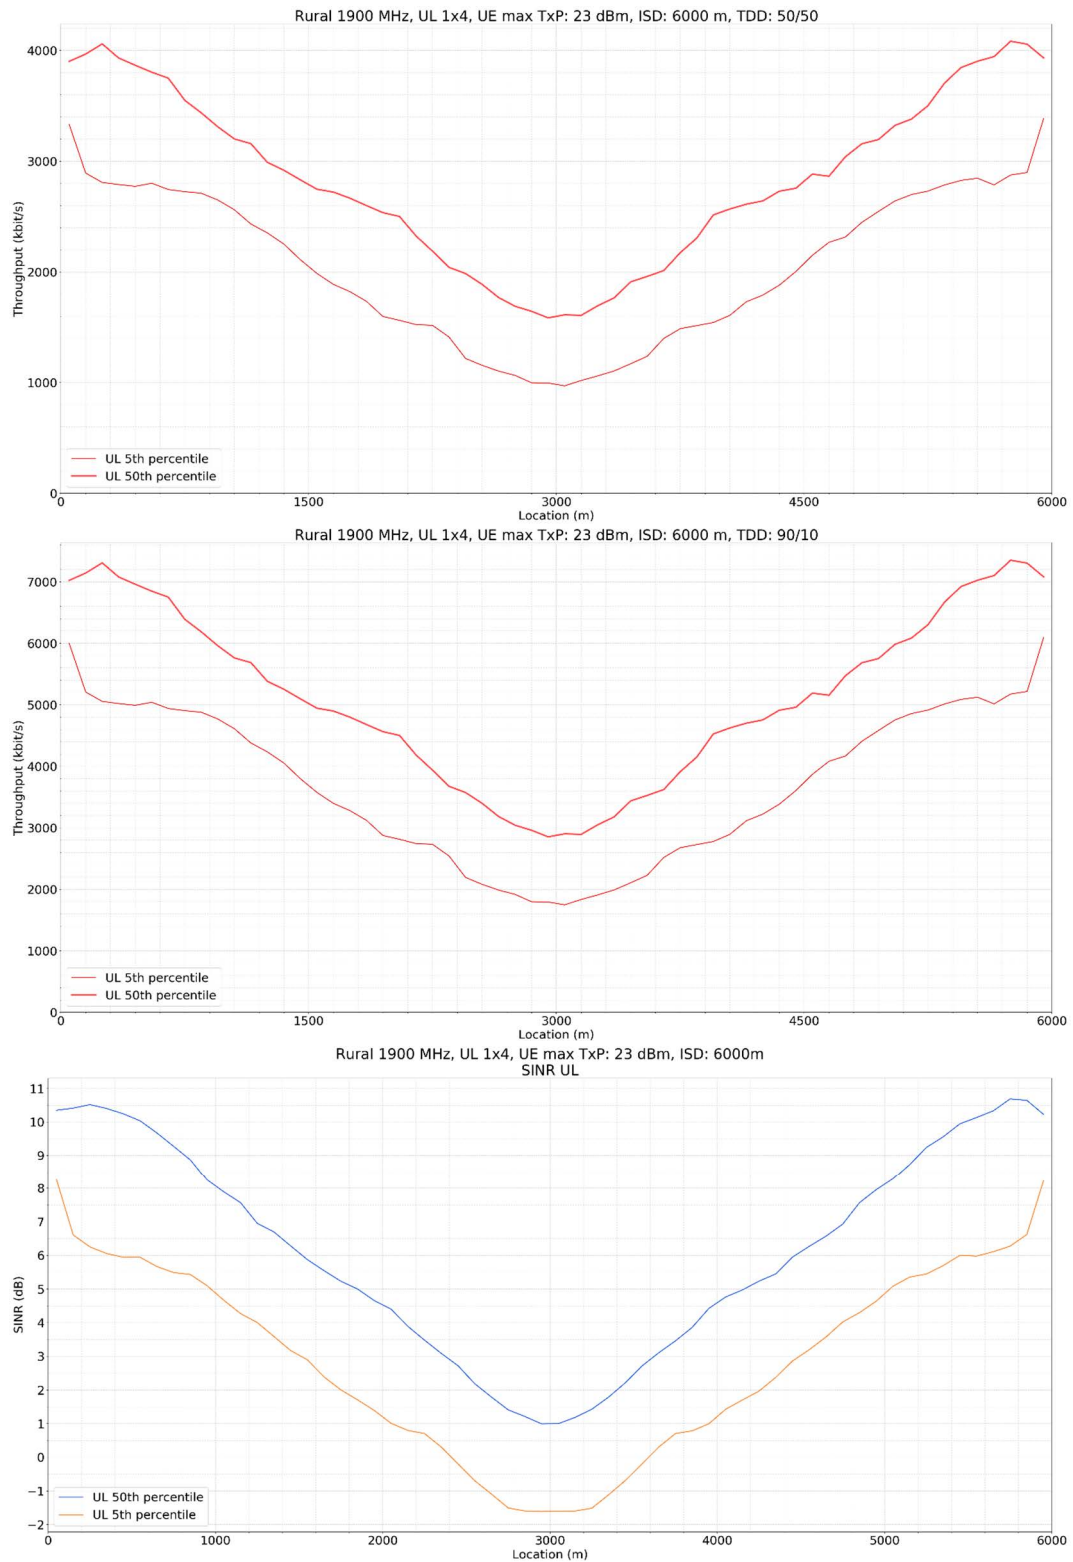 Rural 1900 MHz, UL 1x4, UE max TxP: 23 dBm, ISD: 6000 m, TDD: 50/50
4000
3000
2000
1000
0
Throughput (kbit/s)
UL 5th percentile
UL 50th percentile
0 1500 3000 4500 6000
Location (m)
Rural 1900 MHz, UL 1x4, UE max TxP: 23 dBm, ISD: 6000 m, TDD: 90/10
7000
6000
5000
4000
3000
2000
1000
0
Throughput (kbit/s)
UL 5th percentile
UL 50th percentile
0 1500 3000 4500 6000
Location (m)
Rural 1900 MHz, UL 1x4, UE max TxP: 23 dBm, ISD: 6000m
SINR UL
11
10
9
8
7
6
5
4
3
2
1
0
−1
−2
SINR (dB)
UL 50th percentile
UL 5th percentile
0 1000 2000 3000 4000 5000 6000
Location (m)